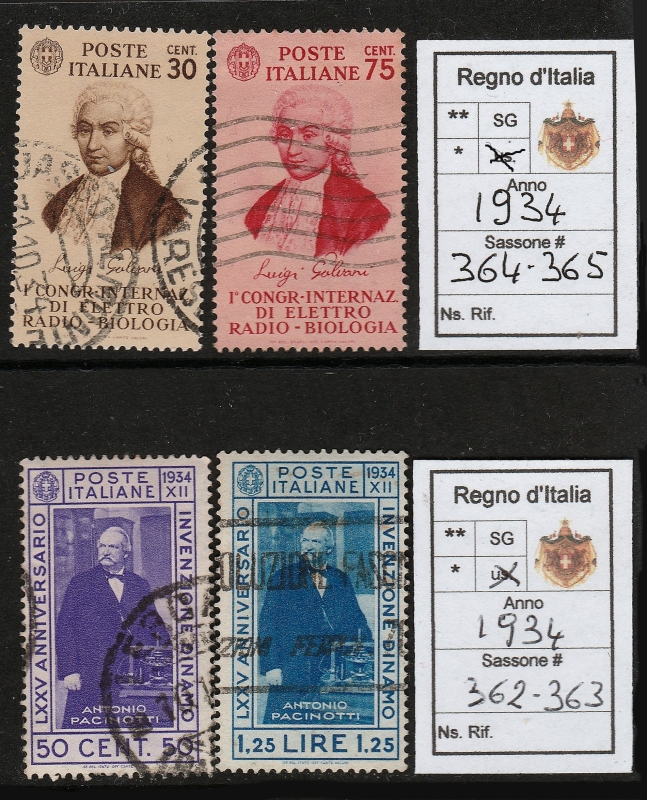 POSTE
ITALIANE
CENT.
30
Luigi Galvani
I° CONGR·INTERNAZ.
DI ELETTRO
RADIO - BIOLOGIA
POSTE
ITALIANE
CENT.
75
Luigi Galvani
I° CONGR·INTERNAZ.
DI ELETTRO
RADIO - BIOLOGIA
VARES
Regno d'Italia
** SG
*
Anno
1934
Sassone #
364-365
Ns. Rif.
POSTE
ITALIANE
1934
XII
LXXV ANNIVERSARIO
INVENZIONE DINAMO
ANTONIO
PACINOTTI
50 CENT. 50
POSTE
ITALIANE
1934
XII
LXXV ANNIVERSARIO
INVENZIONE DINAMO
ANTONIO
PACINOTTI
1,25 LIRE 1,25
Regno d'Italia
** SG
* us
Anno
1934
Sassone #
362-363
Ns. Rif.